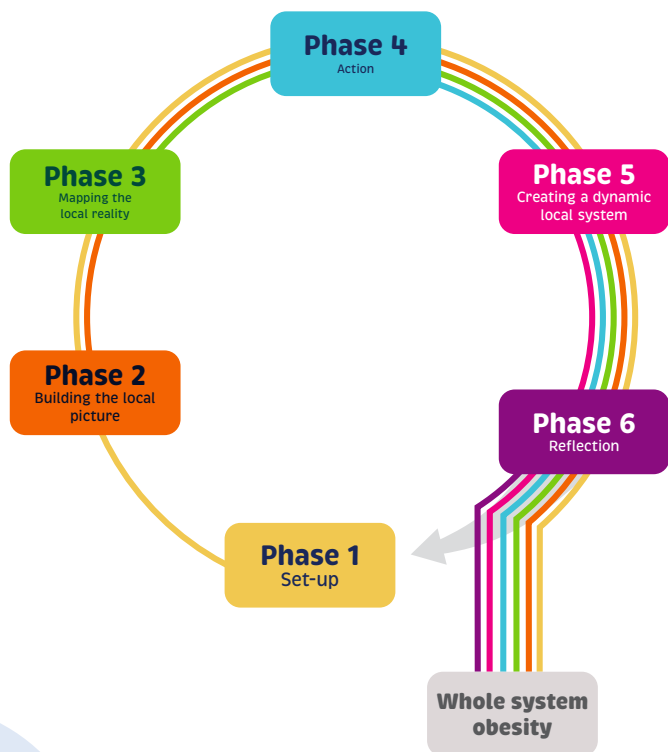 Phase 4
Action
Phase 3
Mapping the
local reality
Phase 5
Creating a dynamic
local system
Phase 2
Building the local
picture
Phase 6
Reflection
Phase 1
Set-up
Whole system
obesity